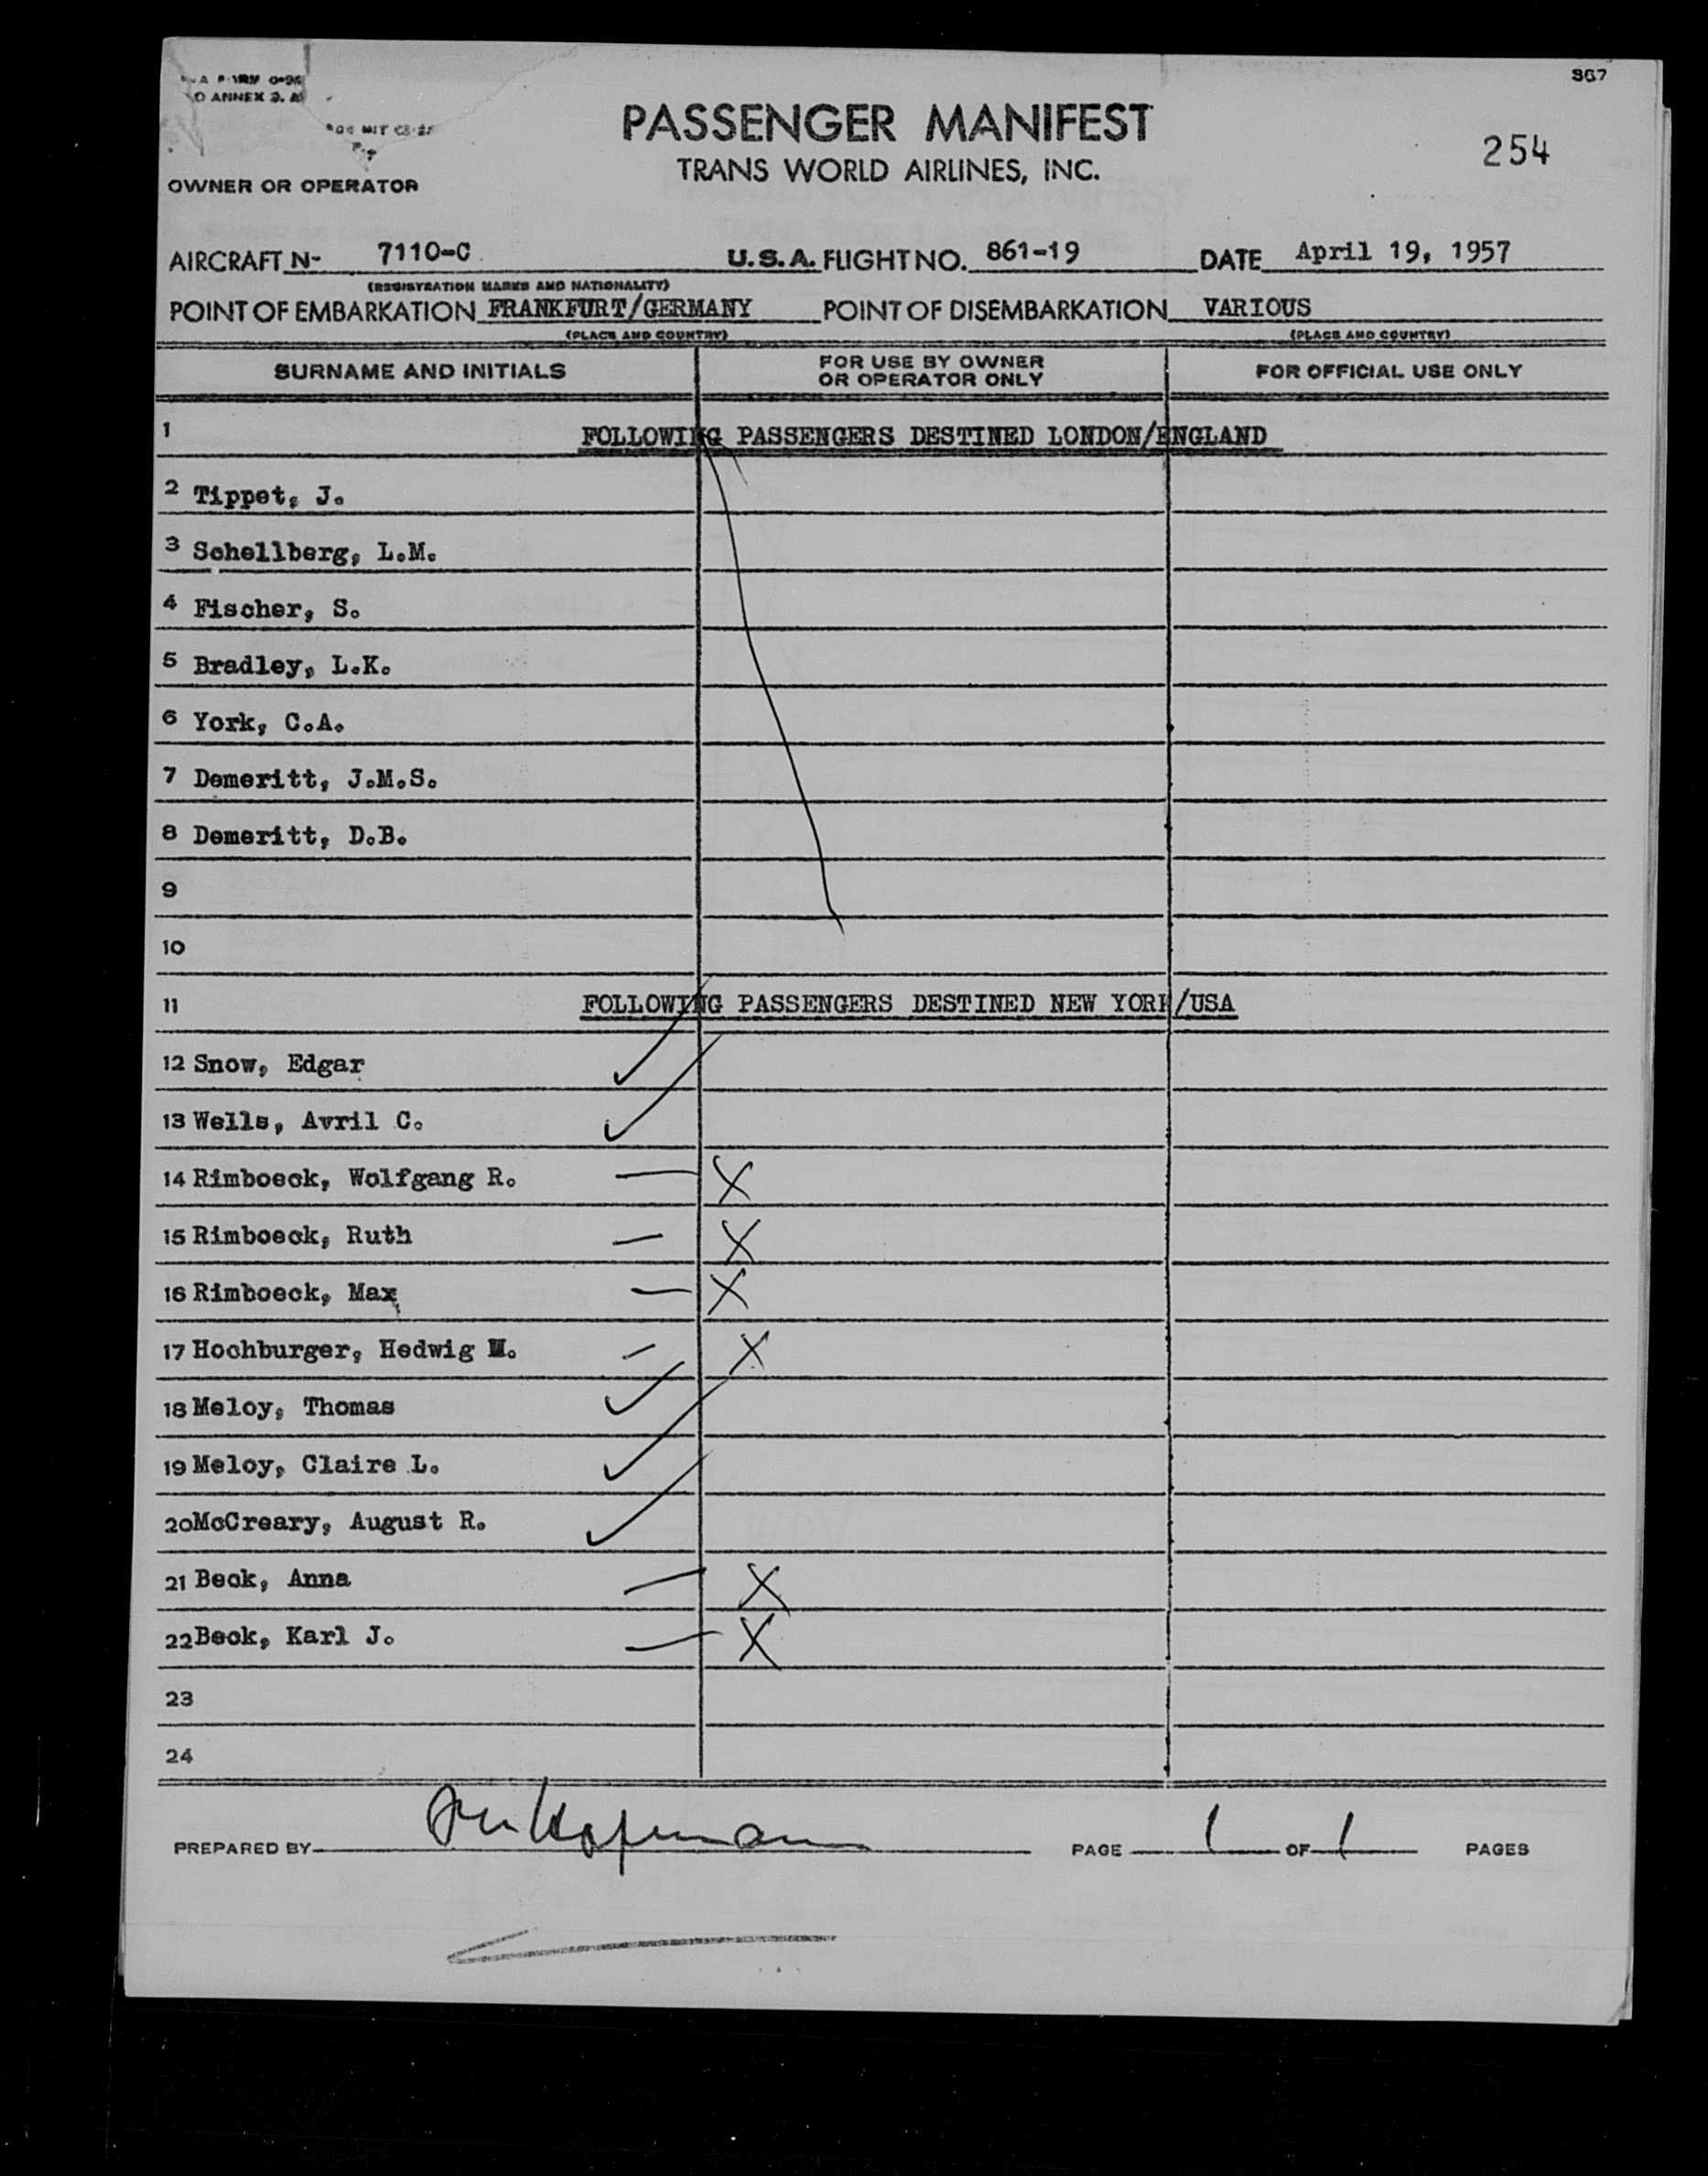 867
PASSENGER MANIFEST
254
TRANS WORLD AIRLINES, INC.
OWNER OR OPERATOR
AIRCRAFT N- 7110-C U.S.A. FLIGHT NO. 861-19 DATE April 19, 1957
(REGISTRATION MARKS AND NATIONALITY)
POINT OF EMBARKATION FRANKFURT/GERMANY POINT OF DISEMBARKATION VARIOUS
(PLACE AND COUNTRY) (PLACE AND COUNTRY)
SURNAME AND INITIALS FOR USE BY OWNER OR OPERATOR ONLY FOR OFFICIAL USE ONLY
1 FOLLOWING PASSENGERS DESTINED LONDON/ENGLAND
2 Tippet, J.
3 Schellberg, L.M.
4 Fischer, S.
5 Bradley, L.K.
6 York, C.A.
7 Demeritt, J.M.S.
8 Demeritt, D.B.
9
10
11 FOLLOWING PASSENGERS DESTINED NEW YORK/USA
12 Snow, Edgar
13 Wells, Avril C.
14 Rimboeck, Wolfgang R. X
15 Rimboeck, Ruth X
16 Rimboeck, Max X
17 Hochburger, Hedwig M. X
18 Meloy, Thomas
19 Meloy, Claire L.
20 McCreary, August R.
21 Beck, Anna X
22 Beck, Karl J. X
23
24
PREPARED BY PAGE 1 OF 1 PAGES